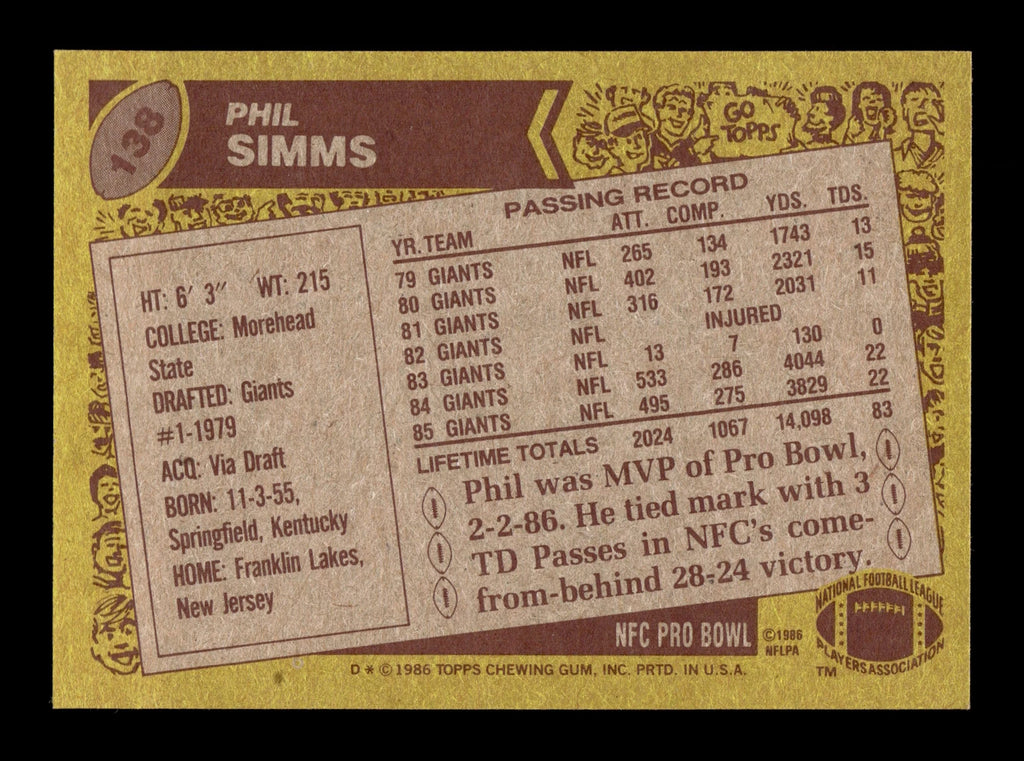 138
PHIL
SIMMS
GO
TOPPS
HT: 6′ 3″ WT: 215
COLLEGE: Morehead
State
DRAFTED: Giants
#1-1979
ACQ: Via Draft
BORN: 11-3-55,
Springfield, Kentucky
HOME: Franklin Lakes,
New Jersey
PASSING RECORD
YR. TEAM ATT. COMP. YDS. TDS.
79 GIANTS NFL 265 134 1743 13
80 GIANTS NFL 402 193 2321 15
81 GIANTS NFL 316 172 2031 11
82 GIANTS NFL INJURED
83 GIANTS NFL 13 7 130 0
84 GIANTS NFL 533 286 4044 22
85 GIANTS NFL 495 275 3829 22
LIFETIME TOTALS 2024 1067 14,098 83
Phil was MVP of Pro Bowl,
2-2-86. He tied mark with 3
TD Passes in NFC's come-
from-behind 28-24 victory.
NFC PRO BOWL
©1986
NFLPA
NATIONAL FOOTBALL LEAGUE
PLAYERS ASSOCIATION
TM
D * © 1986 TOPPS CHEWING GUM, INC. PRTD. IN U.S.A.